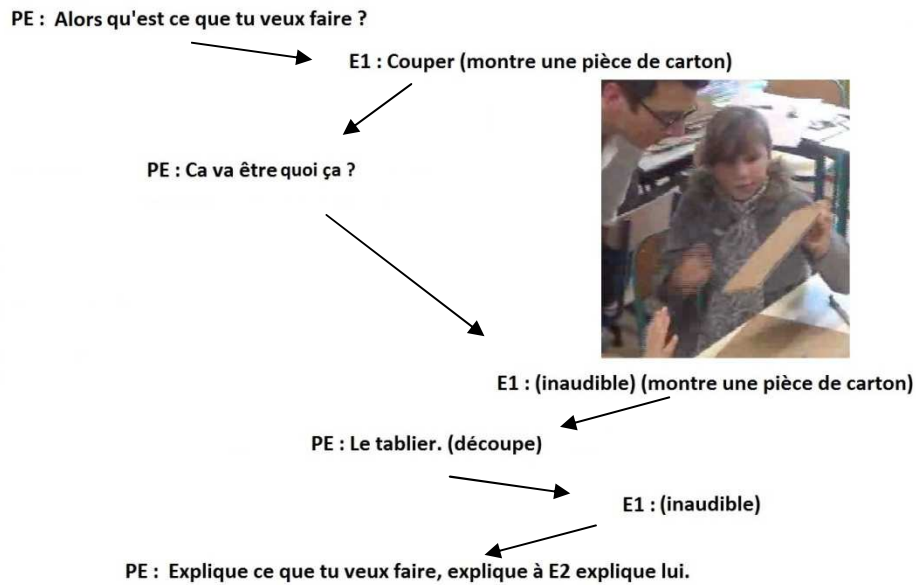 PE : Alors qu'est ce que tu veux faire ?
E1 : Couper (montre une pièce de carton)
PE : Ca va être quoi ça ?
E1 : (inaudible) (montre une pièce de carton)
PE : Le tablier. (découpe)
E1 : (inaudible)
PE : Explique ce que tu veux faire, explique à E2 explique lui.